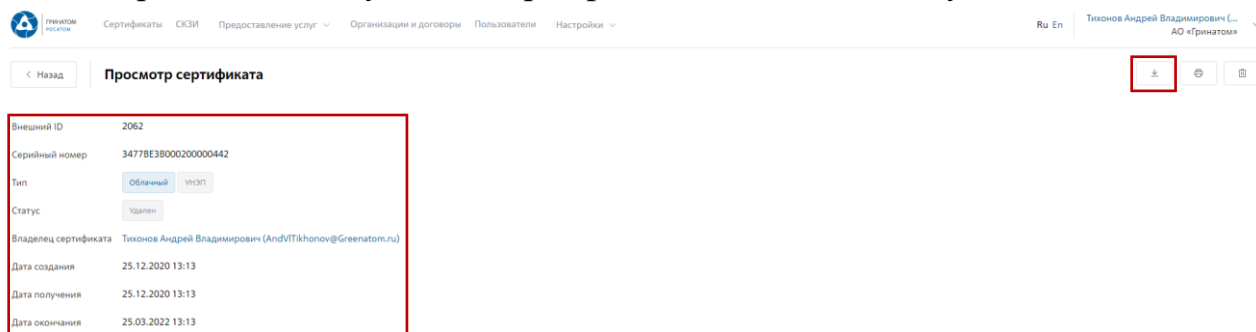 ГРИНАТОМ
РОСАТОМ
Сертификаты СКЗИ Предоставление услуг Организации и договоры Пользователи Настройки
Ru En
Тихонов Андрей Владимирович (...
АО «Гринатом»
Назад
Просмотр сертификата
Внешний ID 2062
Серийный номер 3477BE3B000200000442
Тип Облачный УНЭП
Статус Удален
Владелец сертификата Тихонов Андрей Владимирович (AndVlTikhonov@Greenatom.ru)
Дата создания 25.12.2020 13:13
Дата получения 25.12.2020 13:13
Дата окончания 25.03.2022 13:13